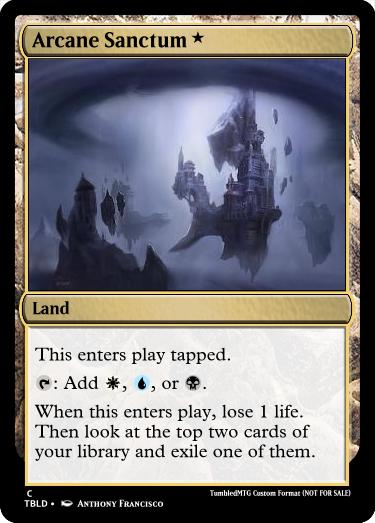 Arcane Sanctum ★
Land
This enters play tapped.
: Add , , or .
When this enters play, lose 1 life.
Then look at the top two cards of
your library and exile one of them.
C
TBLD • Anthony Francisco
TumbledMTG Custom Format (NOT FOR SALE)